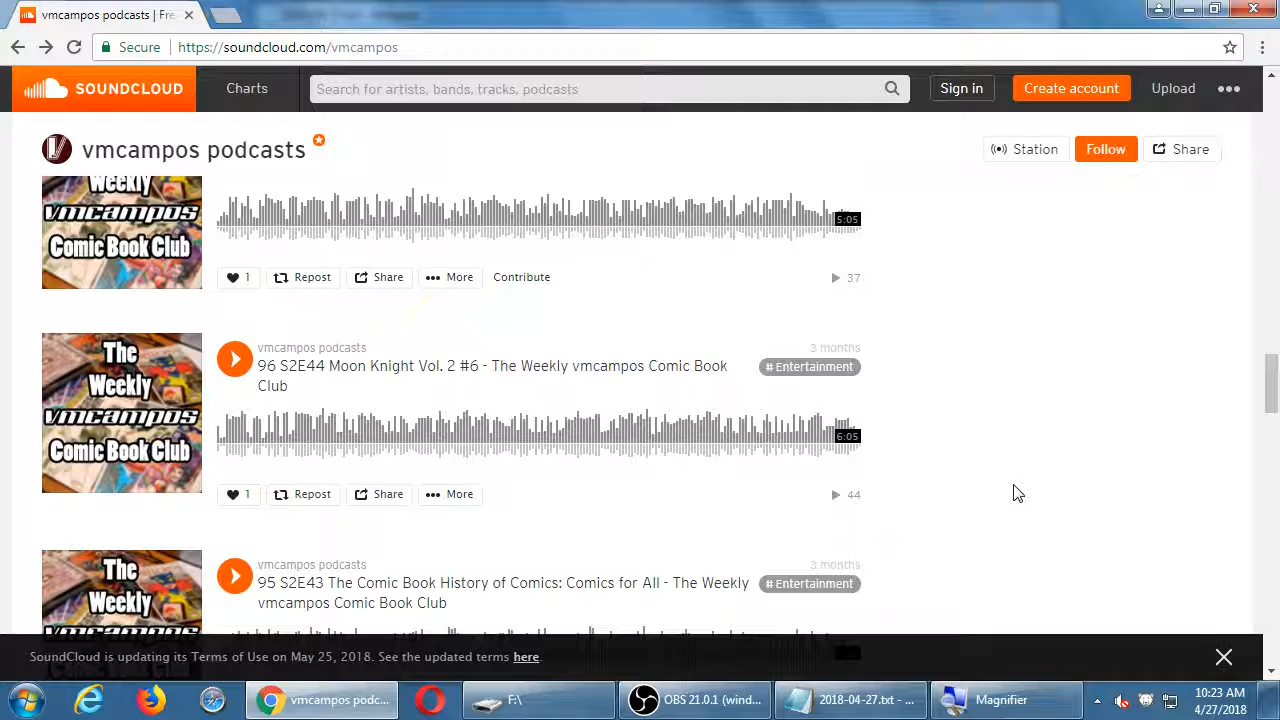 vmcampos podcasts | Fre
Secure https://soundcloud.com/vmcampos
SOUNDCLOUD
Charts
Search for artists, bands, tracks, podcasts
Sign in
Create account
Upload
vmcampos podcasts
Station
Follow
Share
Weekly
vmcampos
Comic Book Club
5:05
1
Repost
Share
More
Contribute
37
The
Weekly
vmcampos
Comic Book Club
vmcampos podcasts
3 months
96 S2E44 Moon Knight Vol. 2 #6 - The Weekly vmcampos Comic Book
Club
# Entertainment
6:05
1
Repost
Share
More
44
The
Weekly
vmcampos
vmcampos podcasts
3 months
95 S2E43 The Comic Book History of Comics: Comics for All - The Weekly
vmcampos Comic Book Club
# Entertainment
SoundCloud is updating its Terms of Use on May 25, 2018. See the updated terms here.
vmcampos podc...
F:\
OBS 21.0.1 (wind...
2018-04-27.txt - ...
Magnifier
10:23 AM
4/27/2018